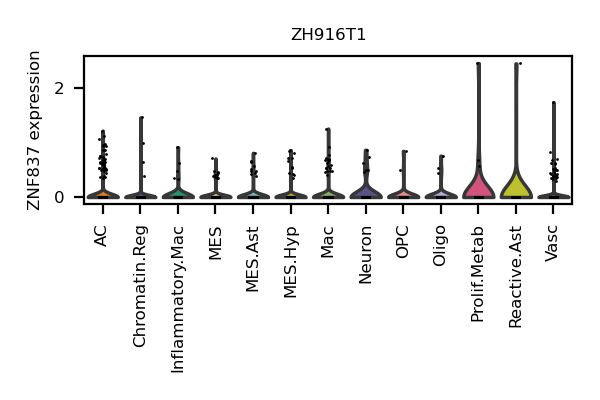 ZH916T1
ZNF837 expression
2
0
AC
Chromatin.Reg
Inflammatory.Mac
MES
MES.Ast
MES.Hyp
Mac
Neuron
OPC
Oligo
Prolif.Metab
Reactive.Ast
Vasc